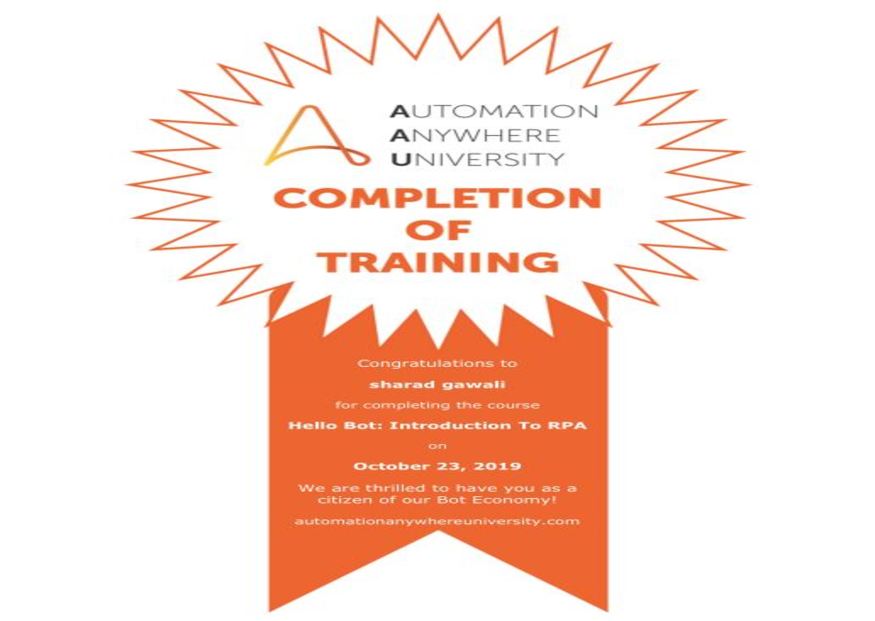 AUTOMATION
ANYWHERE
UNIVERSITY
COMPLETION
OF
TRAINING
Congratulations to
sharad gawali
for completing the course
Hello Bot: Introduction To RPA
on
October 23, 2019
We are thrilled to have you as a
citizen of our Bot Economy!
automationanywhereuniversity.com